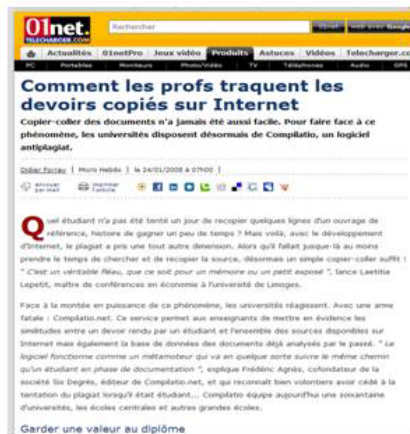 01net.
TELECHARGER.COM
Rechercher
01net
web avec Google
Actualités 01netPro Jeux vidéo Produits Astuces Vidéos Telecharger.co
PC Portables Moniteurs Photo/Vidéo TV Téléphones Audio GPS
Comment les profs traquent les
devoirs copiés sur Internet
Copier-coller des documents n'a jamais été aussi facile. Pour faire face à ce
phénomène, les universités disposent désormais de Compilatio, un logiciel
antiplagiat.
Didier Forray | Micro Hebdo | le 24/01/2008 à 07h00 |
envoyer
par mail
imprimer
l'article
Quel étudiant n'a pas été tenté un jour de recopier quelques lignes d'un ouvrage de
référence, histoire de gagner un peu de temps ? Mais voilà, avec le développement
d'Internet, le plagiat a pris une tout autre dimension. Alors qu'il fallait jusque-là au moins
prendre le temps de chercher et de recopier la source, désormais un simple copier-coller suffit !
" C'est un véritable fléau, que ce soit pour un mémoire ou un petit exposé ", lance Laetitia
Lepetit, maître de conférences en économie à l'université de Limoges.
Face à la montée en puissance de ce phénomène, les universités réagissent. Avec une arme
fatale : Compilatio.net. Ce service permet aux enseignants de mettre en évidence les
similitudes entre un devoir rendu par un étudiant et l'ensemble des sources disponibles sur
Internet mais également la base de données des documents déjà analysés par le passé. " Le
logiciel fonctionne comme un métamoteur qui va en quelque sorte suivre le même chemin
qu'un étudiant en phase de documentation ", explique Frédéric Agnès, cofondateur de la
société Six Degrés, éditeur de Compilatio.net, et qui reconnaît bien volontiers avoir cédé à la
tentation du plagiat lorsqu'il était étudiant... Compilatio équipe aujourd'hui une soixantaine
d'universités, les écoles centrales et autres grandes écoles.
Garder une valeur au diplôme